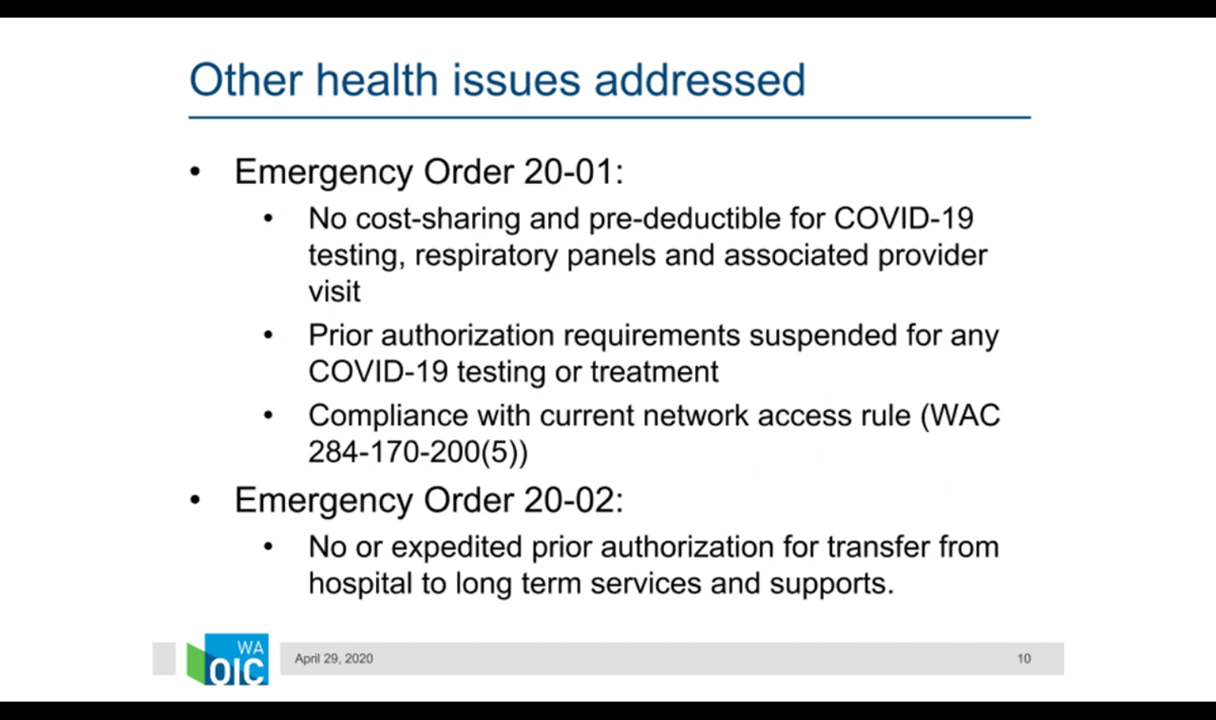 Other health issues addressed
• Emergency Order 20-01:
• No cost-sharing and pre-deductible for COVID-19
testing, respiratory panels and associated provider
visit
• Prior authorization requirements suspended for any
COVID-19 testing or treatment
• Compliance with current network access rule (WAC
284-170-200(5))
• Emergency Order 20-02:
• No or expedited prior authorization for transfer from
hospital to long term services and supports.
WA
OIC
April 29, 2020
10